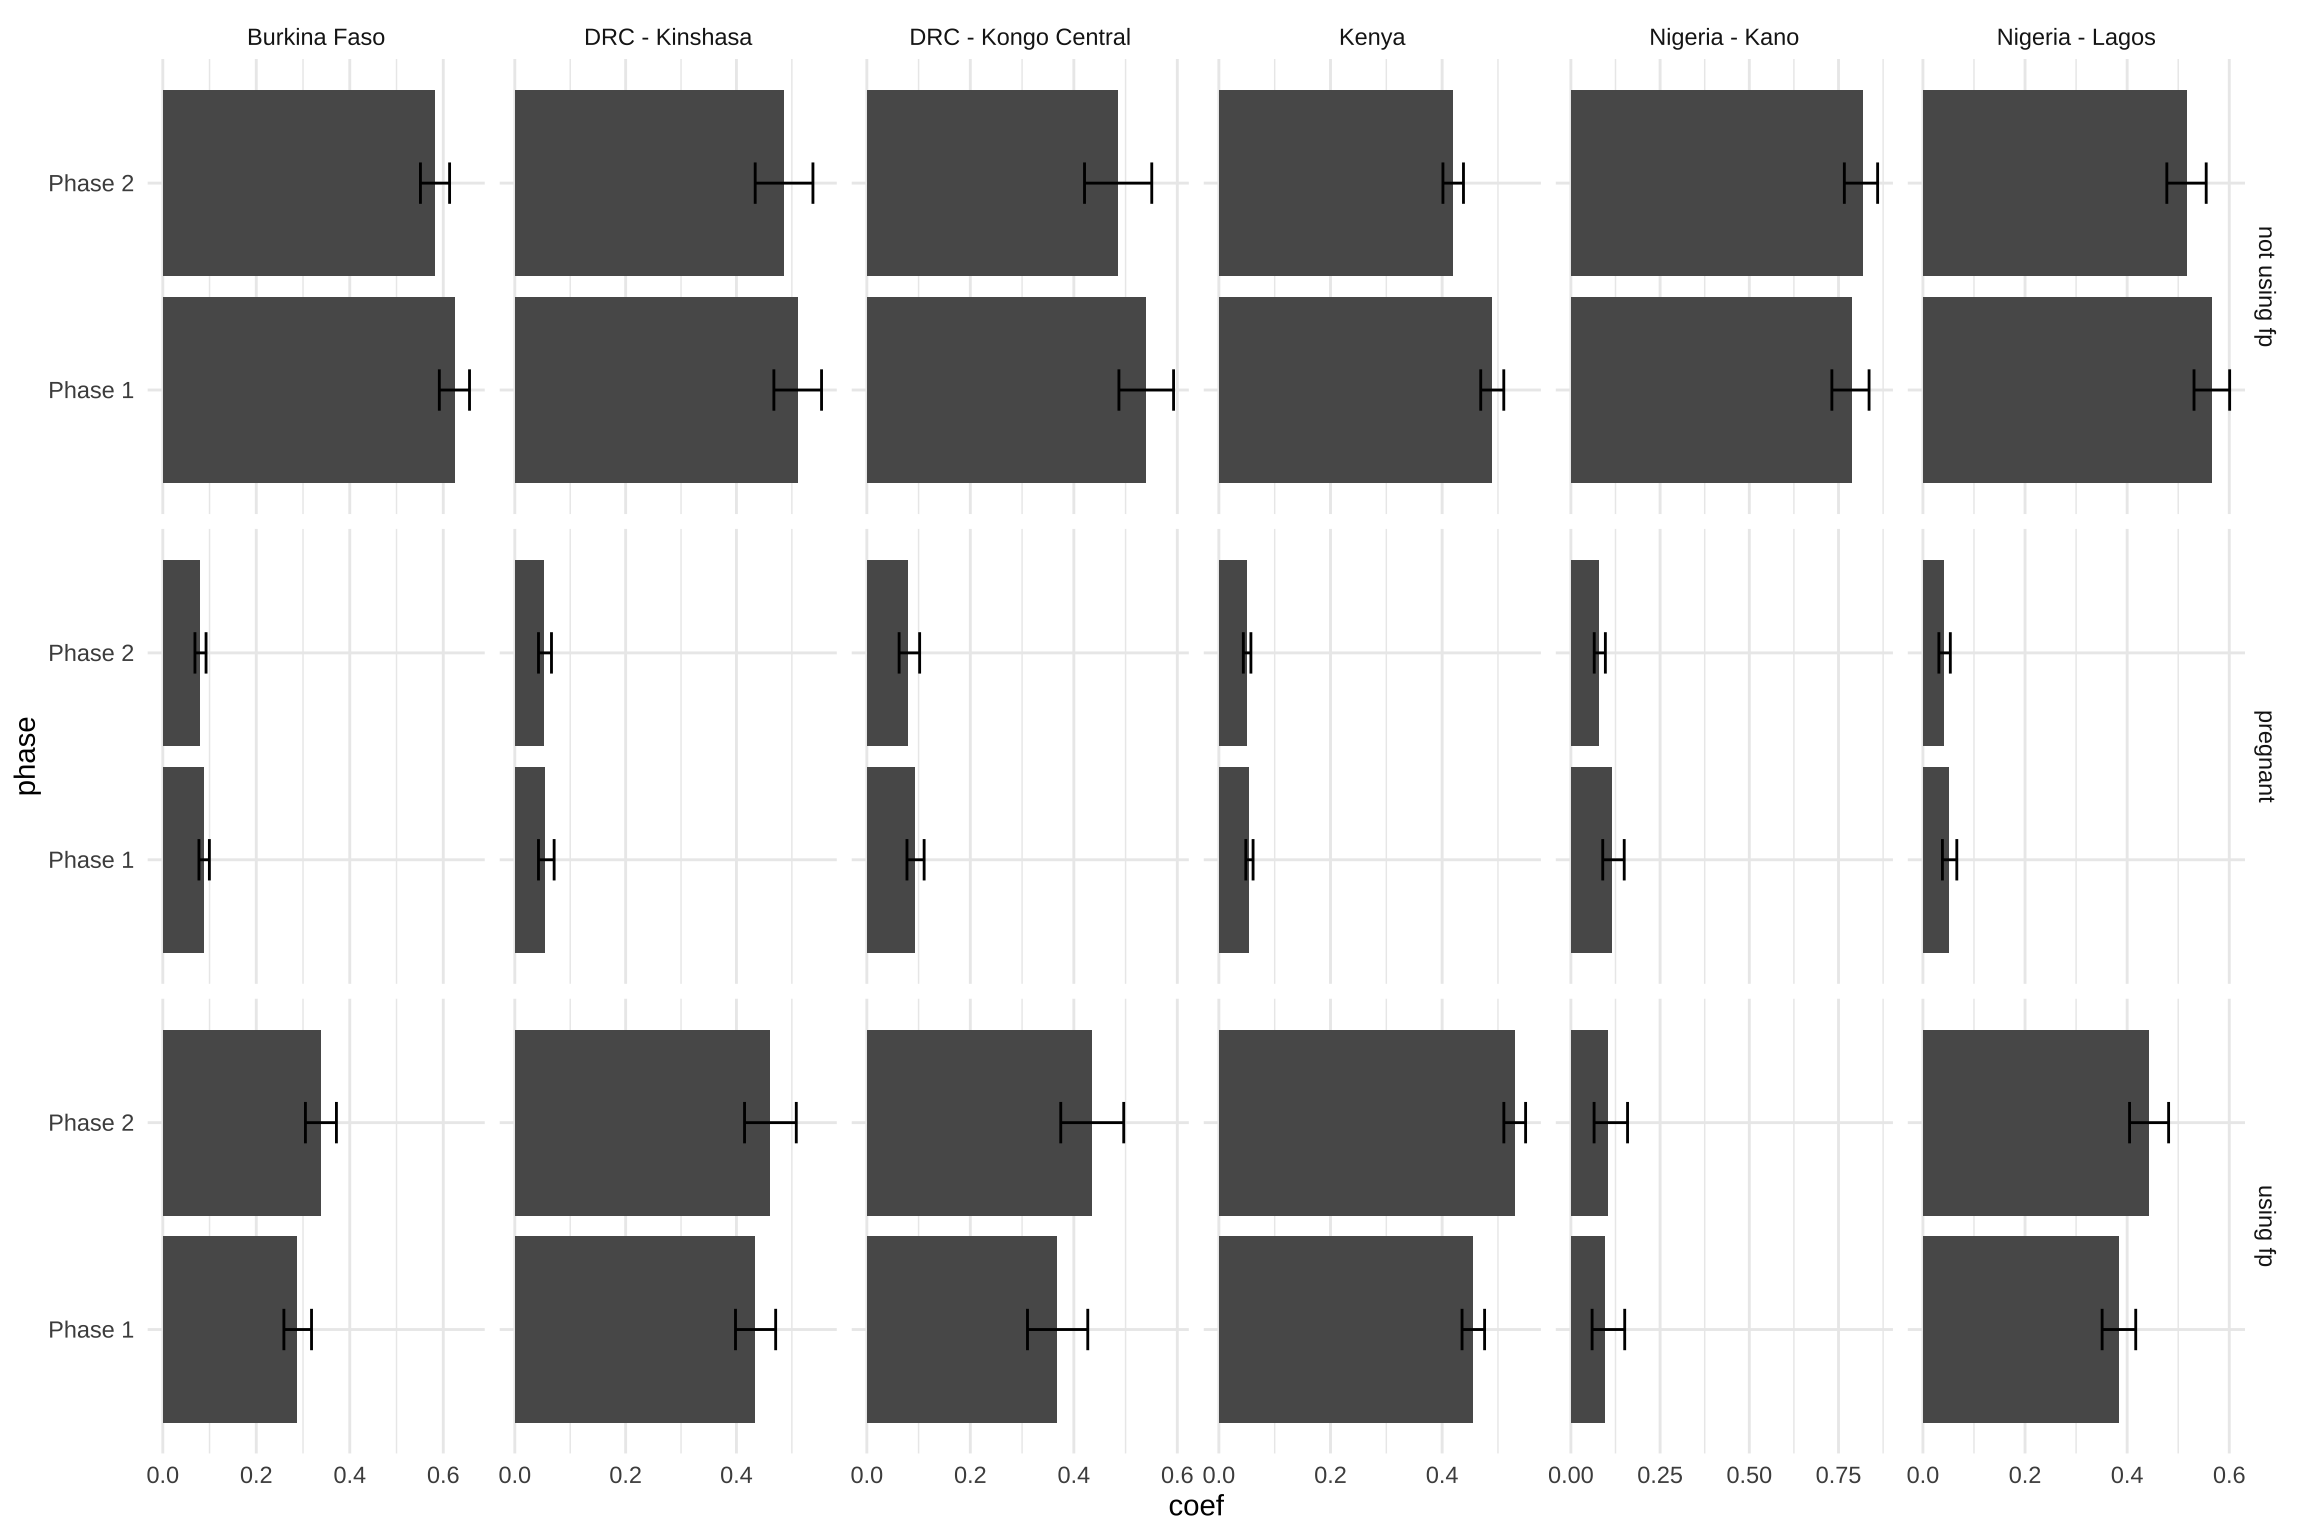 Burkina Faso
DRC - Kinshasa
DRC - Kongo Central
Kenya
Nigeria - Kano
Nigeria - Lagos
Phase 2
Phase 1
not using fp
Phase 2
Phase 1
pregnant
Phase 2
Phase 1
using fp
phase
0.0 0.2 0.4 0.6
0.0 0.2 0.4
0.0 0.2 0.4 0.6
0.0 0.2 0.4
0.00 0.25 0.50 0.75
0.0 0.2 0.4 0.6
coef